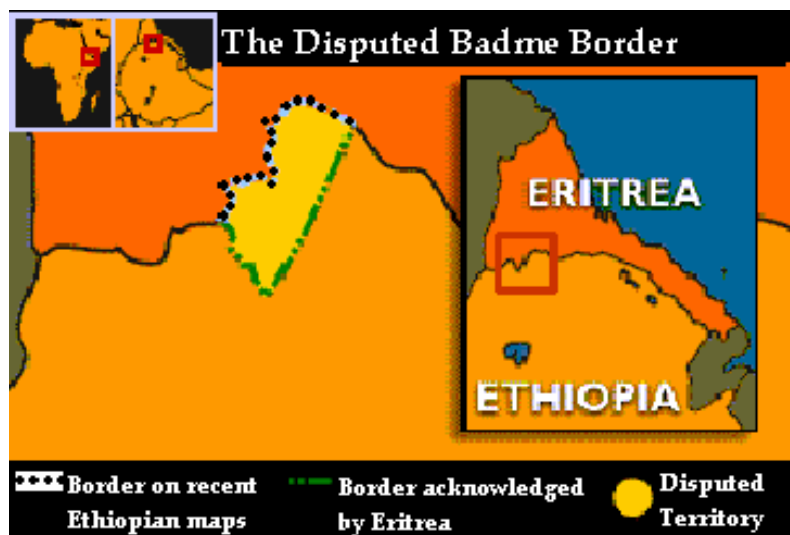 The Disputed Badme Border
ERITREA
ETHIOPIA
Border on recent
Ethiopian maps
Border acknowledged
by Eritrea
Disputed
Territory